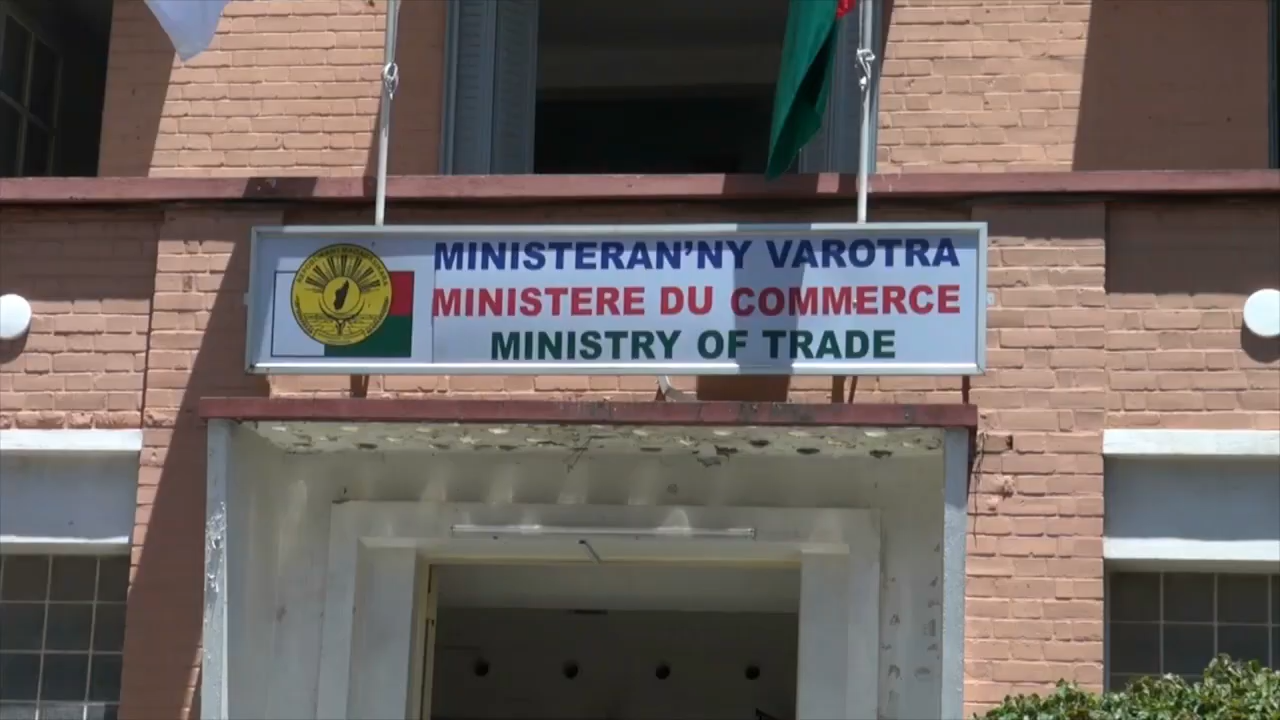 MINISTERAN'NY VAROTRA
MINISTERE DU COMMERCE
MINISTRY OF TRADE